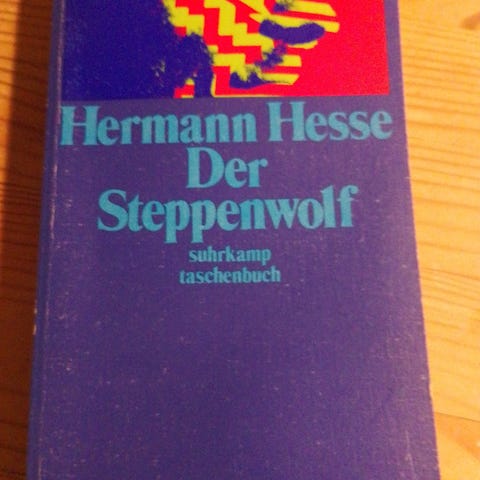 Hermann Hesse
Der
Steppenwolf
suhrkamp
taschenbuch